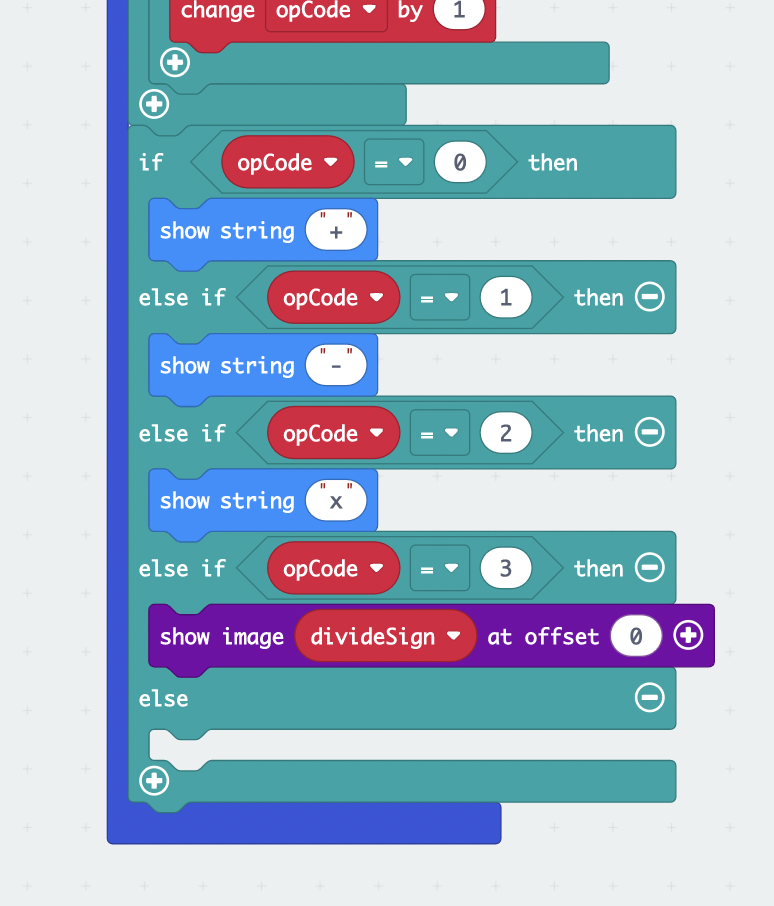 change opCode by 1
if opCode = 0 then
show string "+"
else if opCode = 1 then
show string "-"
else if opCode = 2 then
show string "x"
else if opCode = 3 then
show image divideSign at offset 0
else